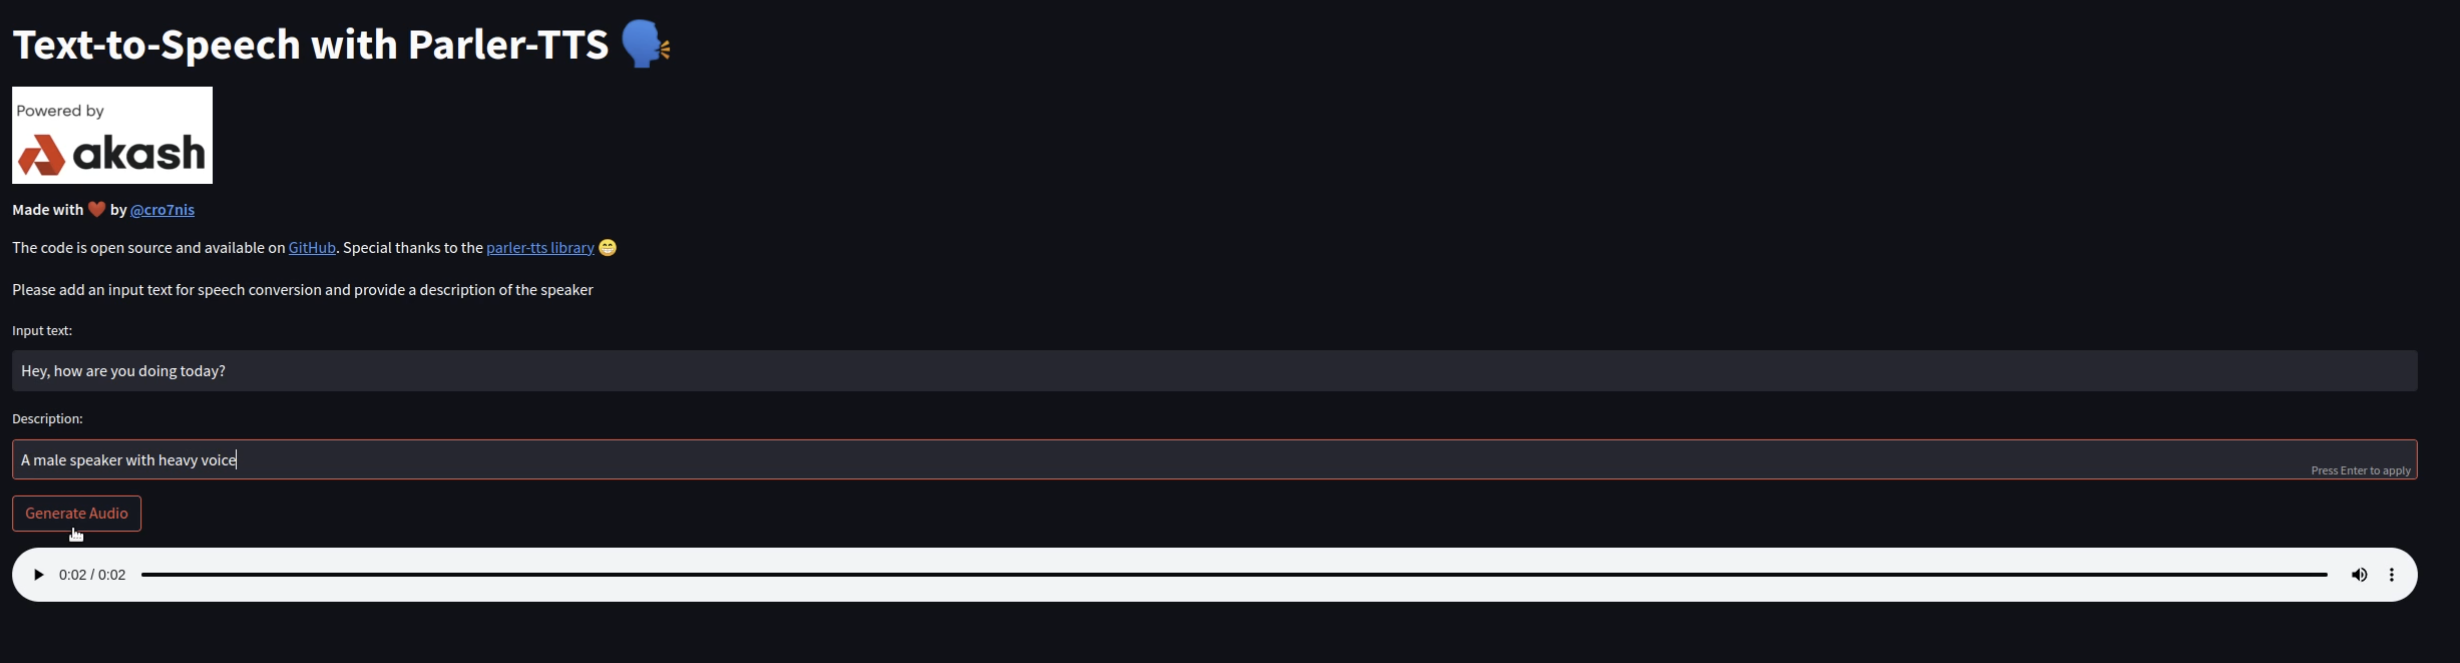 Text-to-Speech with Parler-TTS 🗣️
Powered by
akash
Made with ❤️ by @cro7nis
The code is open source and available on GitHub. Special thanks to the parler-tts library 😁
Please add an input text for speech conversion and provide a description of the speaker
Input text:
Hey, how are you doing today?
Description:
A male speaker with heavy voice
Press Enter to apply
Generate Audio
0:02 / 0:02